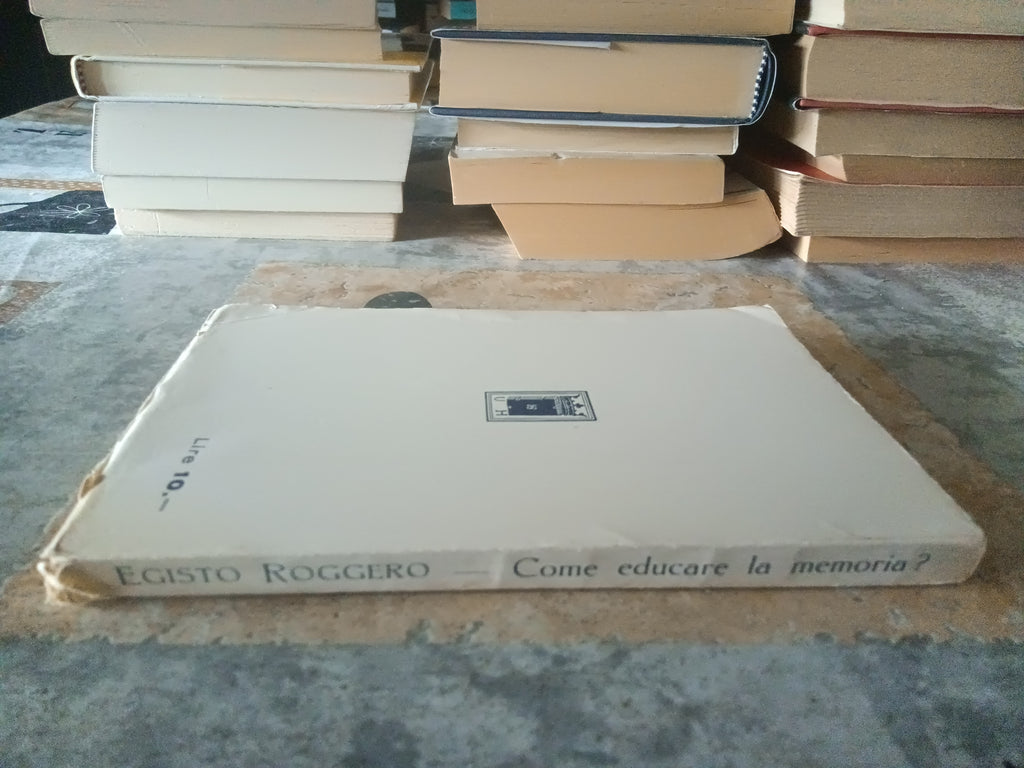 Lire 10,—
U H
EGISTO ROGGERO — Come educare la memoria?